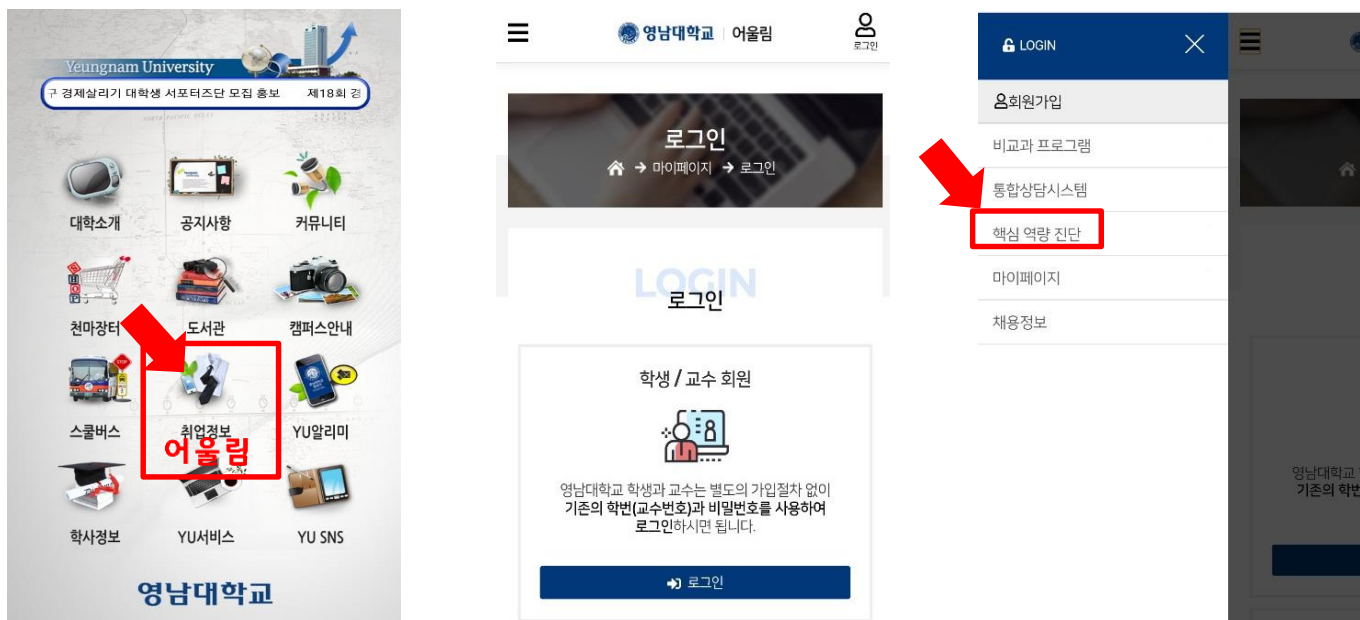 Yeungnam University
구 경제살리기 대학생 서포터즈단 모집 홍보 제18회 경
대학소개 공지사항 커뮤니티
천마장터 도서관 캠퍼스안내
스쿨버스 취업정보 YU알리미
어울림
학사정보 YU서비스 YU SNS
영남대학교
영남대학교 어울림
로그인
로그인
마이페이지 로그인
LOGIN
로그인
학생 / 교수 회원
영남대학교 학생과 교수는 별도의 가입절차 없이
기존의 학번(교수번호)과 비밀번호를 사용하여
로그인하시면 됩니다.
로그인
LOGIN
회원가입
비교과 프로그램
통합상담시스템
핵심 역량 진단
마이페이지
채용정보
영남대학교
기존의 학번